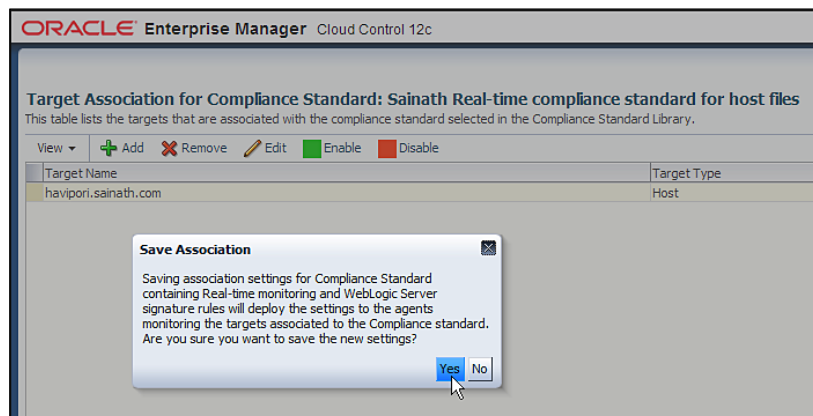 ORACLE Enterprise Manager Cloud Control 12c
Target Association for Compliance Standard: Sainath Real-time compliance standard for host files
This table lists the targets that are associated with the compliance standard selected in the Compliance Standard Library.
View Add Remove Edit Enable Disable
Target Name Target Type
havipori.sainath.com Host
Save Association
Saving association settings for Compliance Standard
containing Real-time monitoring and WebLogic Server
signature rules will deploy the settings to the agents
monitoring the targets associated to the Compliance standard.
Are you sure you want to save the new settings?
Yes No